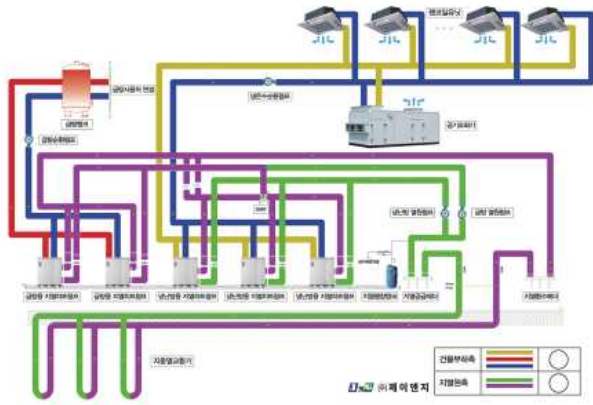 팬코일유닛
급탕사용처 연결
급탕탱크
냉온수순환펌프
공기조화기
급탕순환펌프
냉난방 열원펌프
급탕 열원펌프
급탕용 지열히트펌프
급탕용 지열히트펌프
냉난방용 지열히트펌프
냉난방용 지열히트펌프
냉난방용 지열히트펌프
지열팽창탱크
지열공급헤더
지열환수헤더
지중열교환기
건물부하측
지열원측
㈜제이앤지